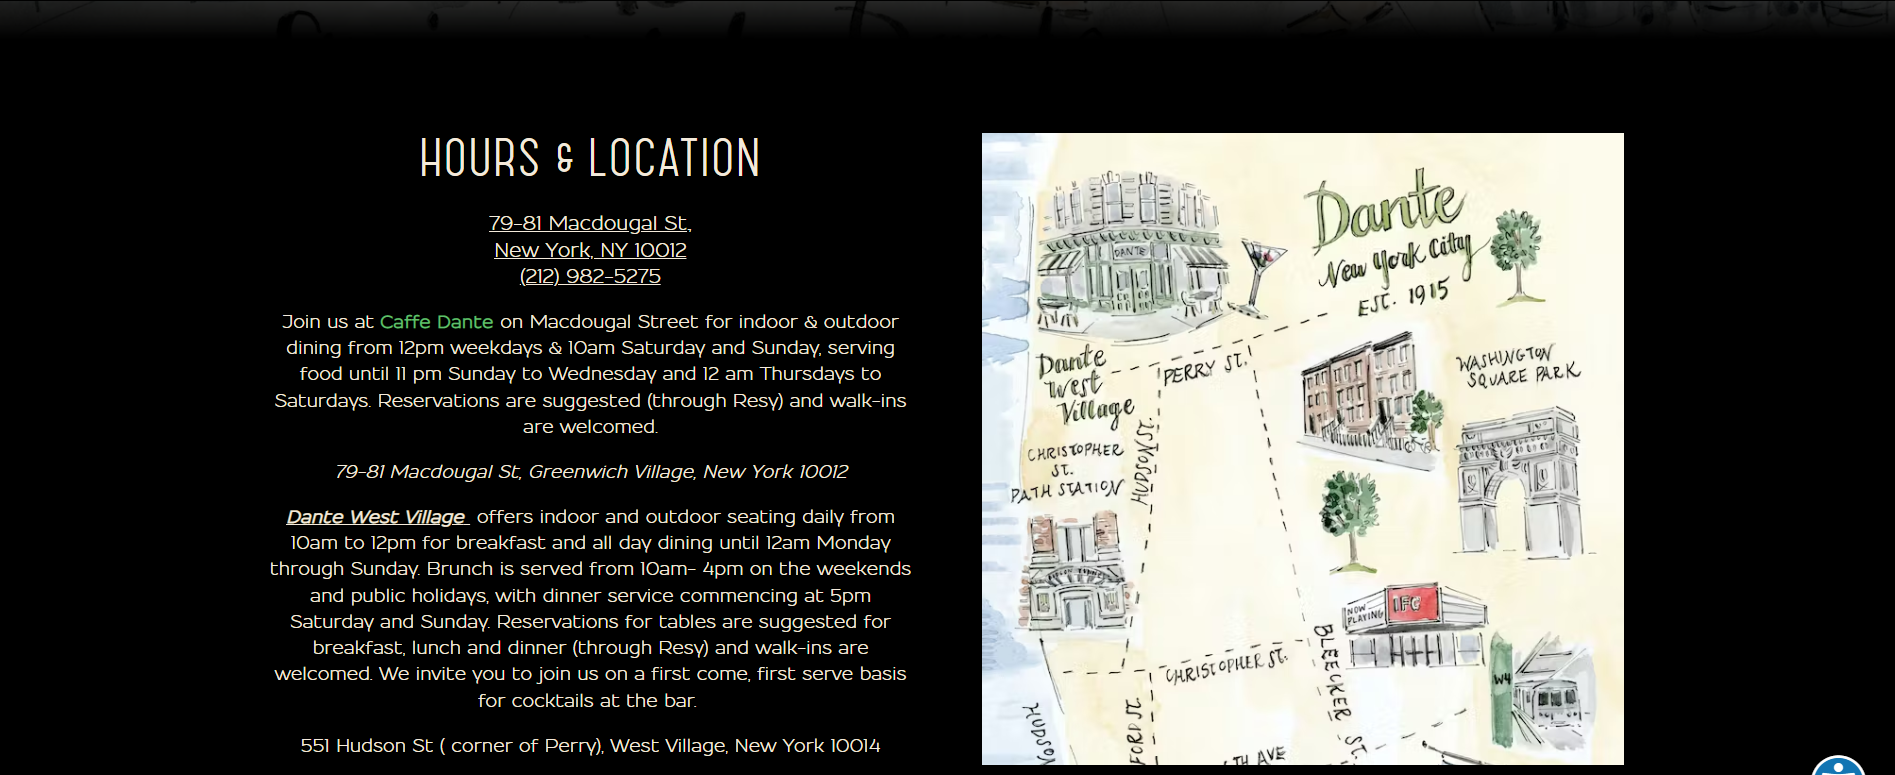 HOURS & LOCATION
79-81 Macdougal St,
New York, NY 10012
(212) 982-5275
Join us at Caffe Dante on Macdougal Street for indoor & outdoor
dining from 12pm weekdays & 10am Saturday and Sunday, serving
food until 11 pm Sunday to Wednesday and 12 am Thursdays to
Saturdays. Reservations are suggested (through Resy) and walk-ins
are welcomed.
79-81 Macdougal St, Greenwich Village, New York 10012
Dante West Village offers indoor and outdoor seating daily from
10am to 12pm for breakfast and all day dining until 12am Monday
through Sunday. Brunch is served from 10am- 4pm on the weekends
and public holidays, with dinner service commencing at 5pm
Saturday and Sunday. Reservations for tables are suggested for
breakfast, lunch and dinner (through Resy) and walk-ins are
welcomed. We invite you to join us on a first come, first serve basis
for cocktails at the bar.
551 Hudson St ( corner of Perry), West Village, New York 10014
Dante
New York City
EST. 1915
DANTE
Dante
West
Village
PERRY ST.
WASHINGTON
SQUARE PARK
CHRISTOPHER
ST.
PATH STATION
HUDSON ST.
NOW
PLAYING
IFC
CHRISTOPHER ST.
BLEECKER ST.
W4
HUDSON
FORD ST.
TH AVE